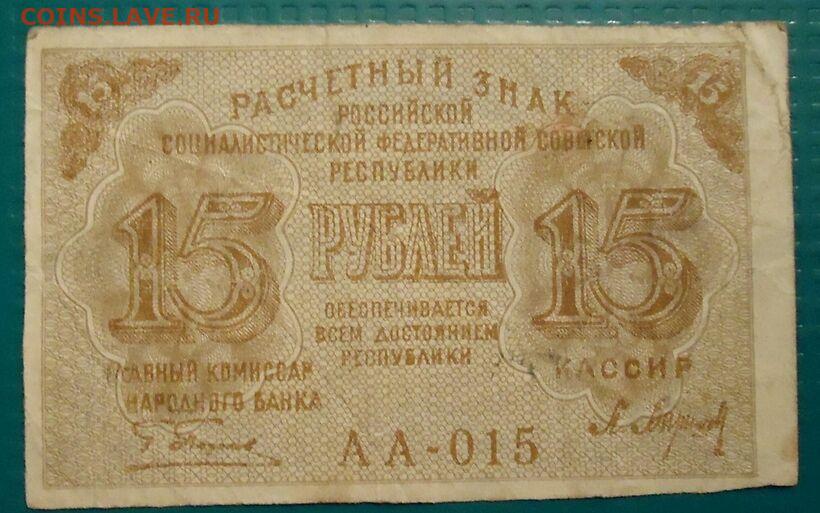 COINS.LAVE.RU
15
15
РАСЧЕТНЫЙ ЗНАК
РОССИЙСКОЙ
СОЦИАЛИСТИЧЕСКОЙ ФЕДЕРАТИВНОЙ СОВЕТСКОЙ
РЕСПУБЛИКИ
15 РУБЛЕЙ 15
ОБЕСПЕЧИВАЕТСЯ
ВСЕМ ДОСТОЯНИЕМ
РЕСПУБЛИКИ
ГЛАВНЫЙ КОМИССАР
НАРОДНОГО БАНКА
КАССИР
АА-015